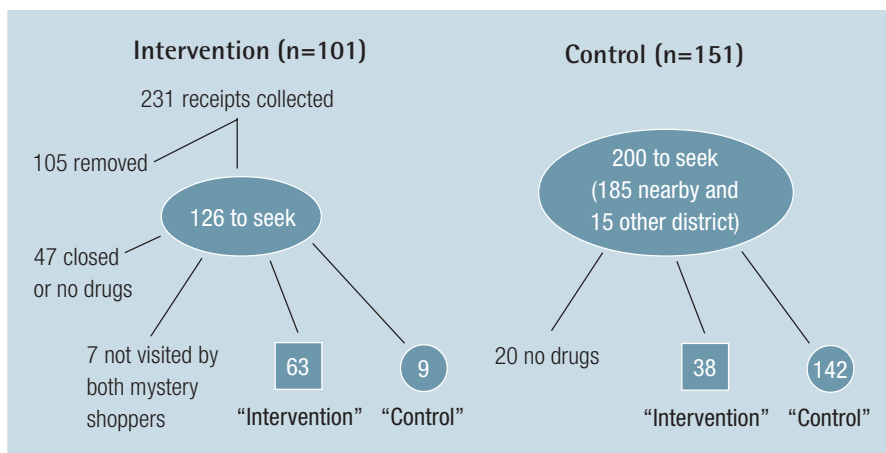 Intervention (n=101)
231 receipts collected
105 removed
126 to seek
47 closed
or no drugs
7 not visited by
both mystery
shoppers
63
“Intervention”
9
“Control”
Control (n=151)
200 to seek
(185 nearby and
15 other district)
20 no drugs
38
“Intervention”
142
“Control”